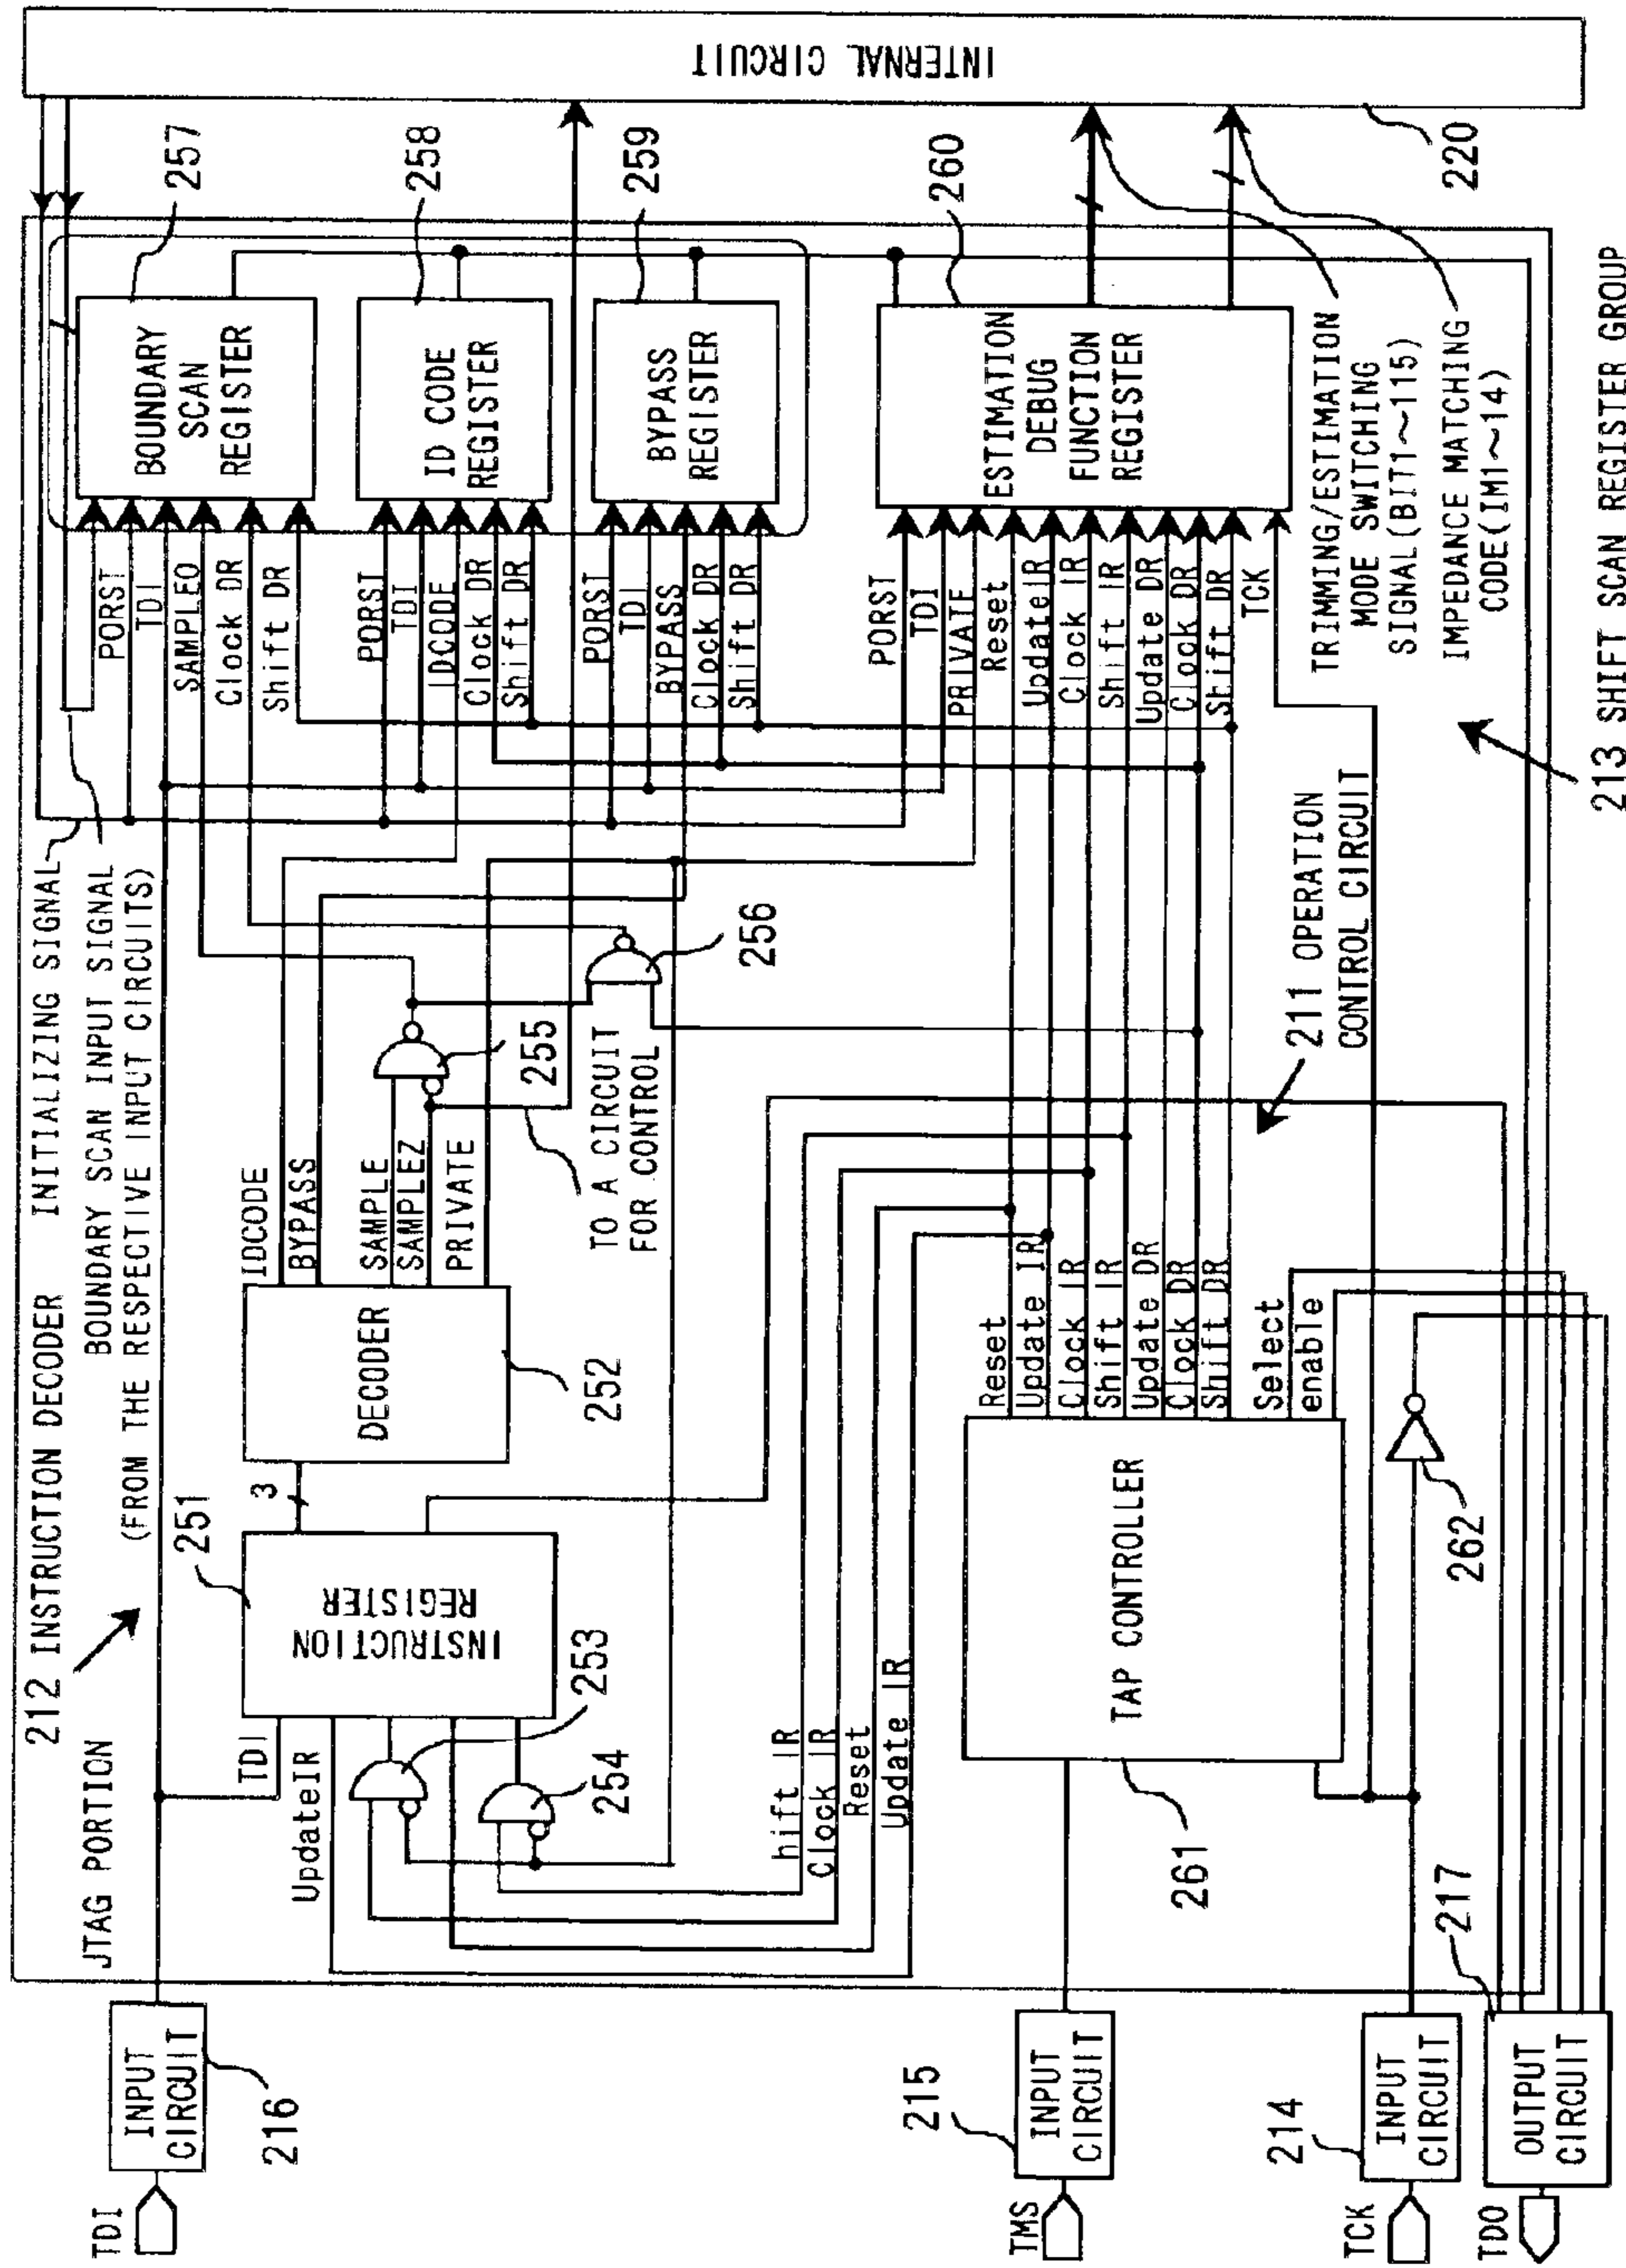 JTAG PORTION
212 INSTRUCTION DECODER
INITIALIZING SIGNAL
BOUNDARY SCAN INPUT SIGNAL
(FROM THE RESPECTIVE INPUT CIRCUITS)
TDI
INPUT
CIRCUIT
216
TDI
UpdateIR
251
INSTRUCTION
REGISTER
253
254
3
DECODER
252
IDCODE
BYPASS
SAMPLE
SAMPLEZ
PRIVATE
255
256
TO A CIRCUIT
FOR CONTROL
PORST
TDI
SAMPLEO
Clock DR
Shift DR
BOUNDARY
SCAN
REGISTER
257
PORST
TDI
IDCODE
Clock DR
Shift DR
ID CODE
REGISTER
258
PORST
TDI
BYPASS
Clock DR
Shift DR
BYPASS
REGISTER
259
INTERNAL CIRCUIT
220
hift IR
Clock IR
Reset
Update IR
TMS
INPUT
CIRCUIT
215
TAP CONTROLLER
261
Reset
Update IR
Clock IR
Shift IR
Update DR
Clock DR
Shift DR
Select
enable
211 OPERATION
CONTROL CIRCUIT
PORST
TDI
PRIVATE
Reset
UpdateIR
Clock IR
Shift IR
Update DR
Clock DR
Shift DR
TCK
ESTIMATION
DEBUG
FUNCTION
REGISTER
260
TRIMMING/ESTIMATION
MODE SWITCHING
SIGNAL(BIT1~115)
IMPEDANCE MATCHING
CODE(IM1~14)
TCK
INPUT
CIRCUIT
214
262
TDO
OUTPUT
CIRCUIT
217
213 SHIFT SCAN REGISTER GROUP